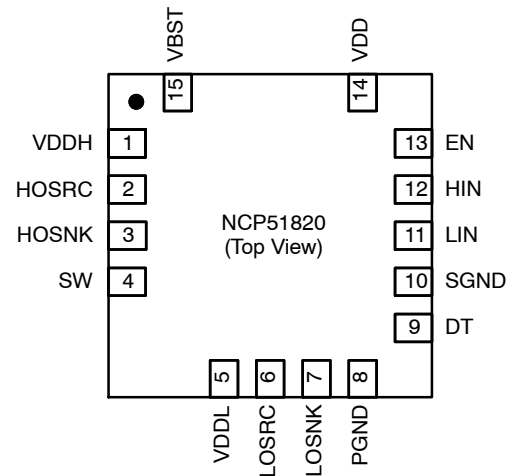 VBST
VDD
15
14
VDDH 1
13 EN
HOSRC 2
12 HIN
HOSNK 3
11 LIN
SW 4
10 SGND
9 DT
NCP51820
(Top View)
5
6
7
8
VDDL
LOSRC
LOSNK
PGND